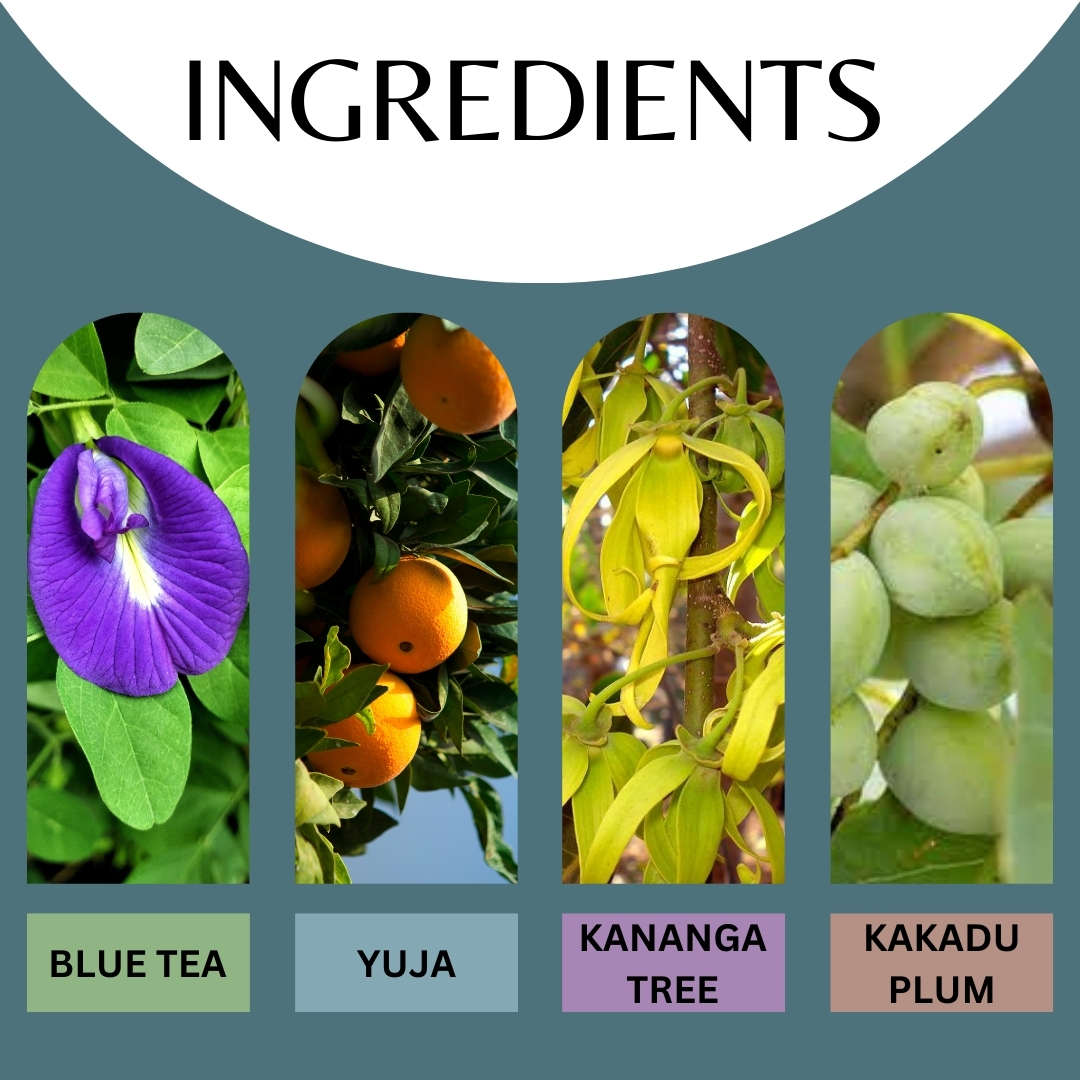 INGREDIENTS
BLUE TEA
YUJA
KANANGA
TREE
KAKADU
PLUM